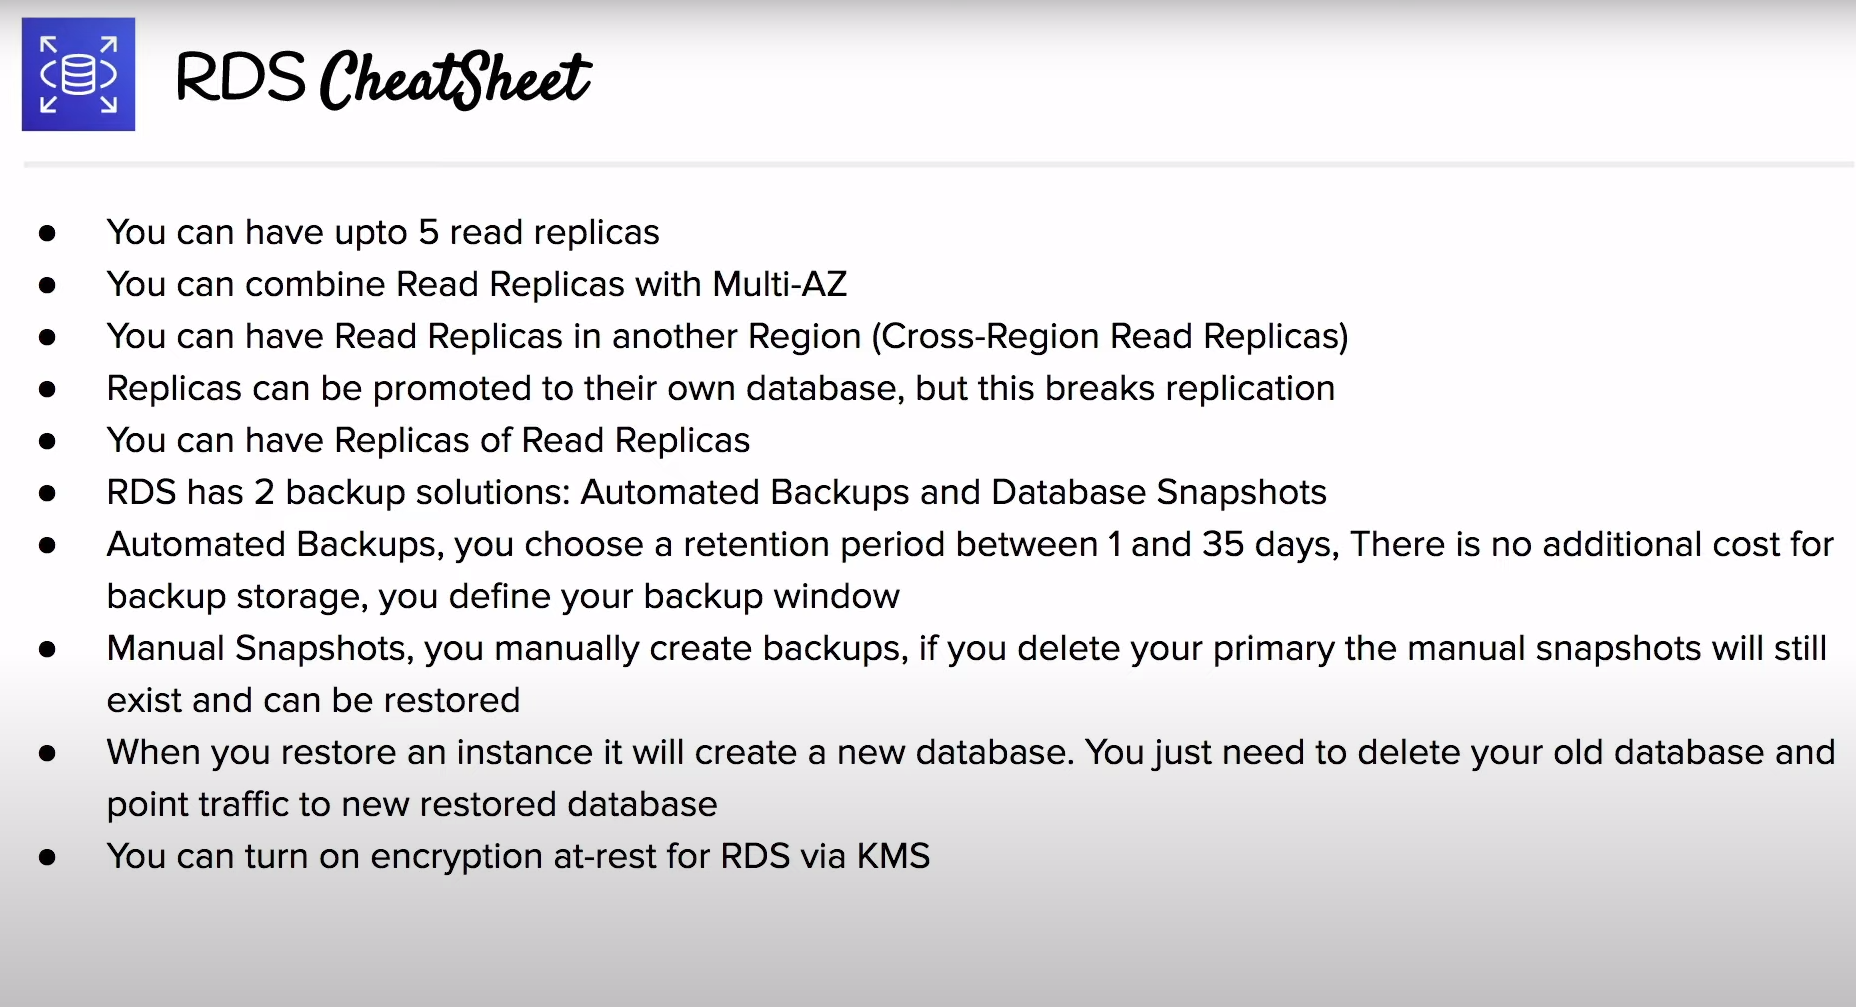 RDS CheatSheet
● You can have upto 5 read replicas
● You can combine Read Replicas with Multi-AZ
● You can have Read Replicas in another Region (Cross-Region Read Replicas)
● Replicas can be promoted to their own database, but this breaks replication
● You can have Replicas of Read Replicas
● RDS has 2 backup solutions: Automated Backups and Database Snapshots
● Automated Backups, you choose a retention period between 1 and 35 days, There is no additional cost for
backup storage, you define your backup window
● Manual Snapshots, you manually create backups, if you delete your primary the manual snapshots will still
exist and can be restored
● When you restore an instance it will create a new database. You just need to delete your old database and
point traffic to new restored database
● You can turn on encryption at-rest for RDS via KMS